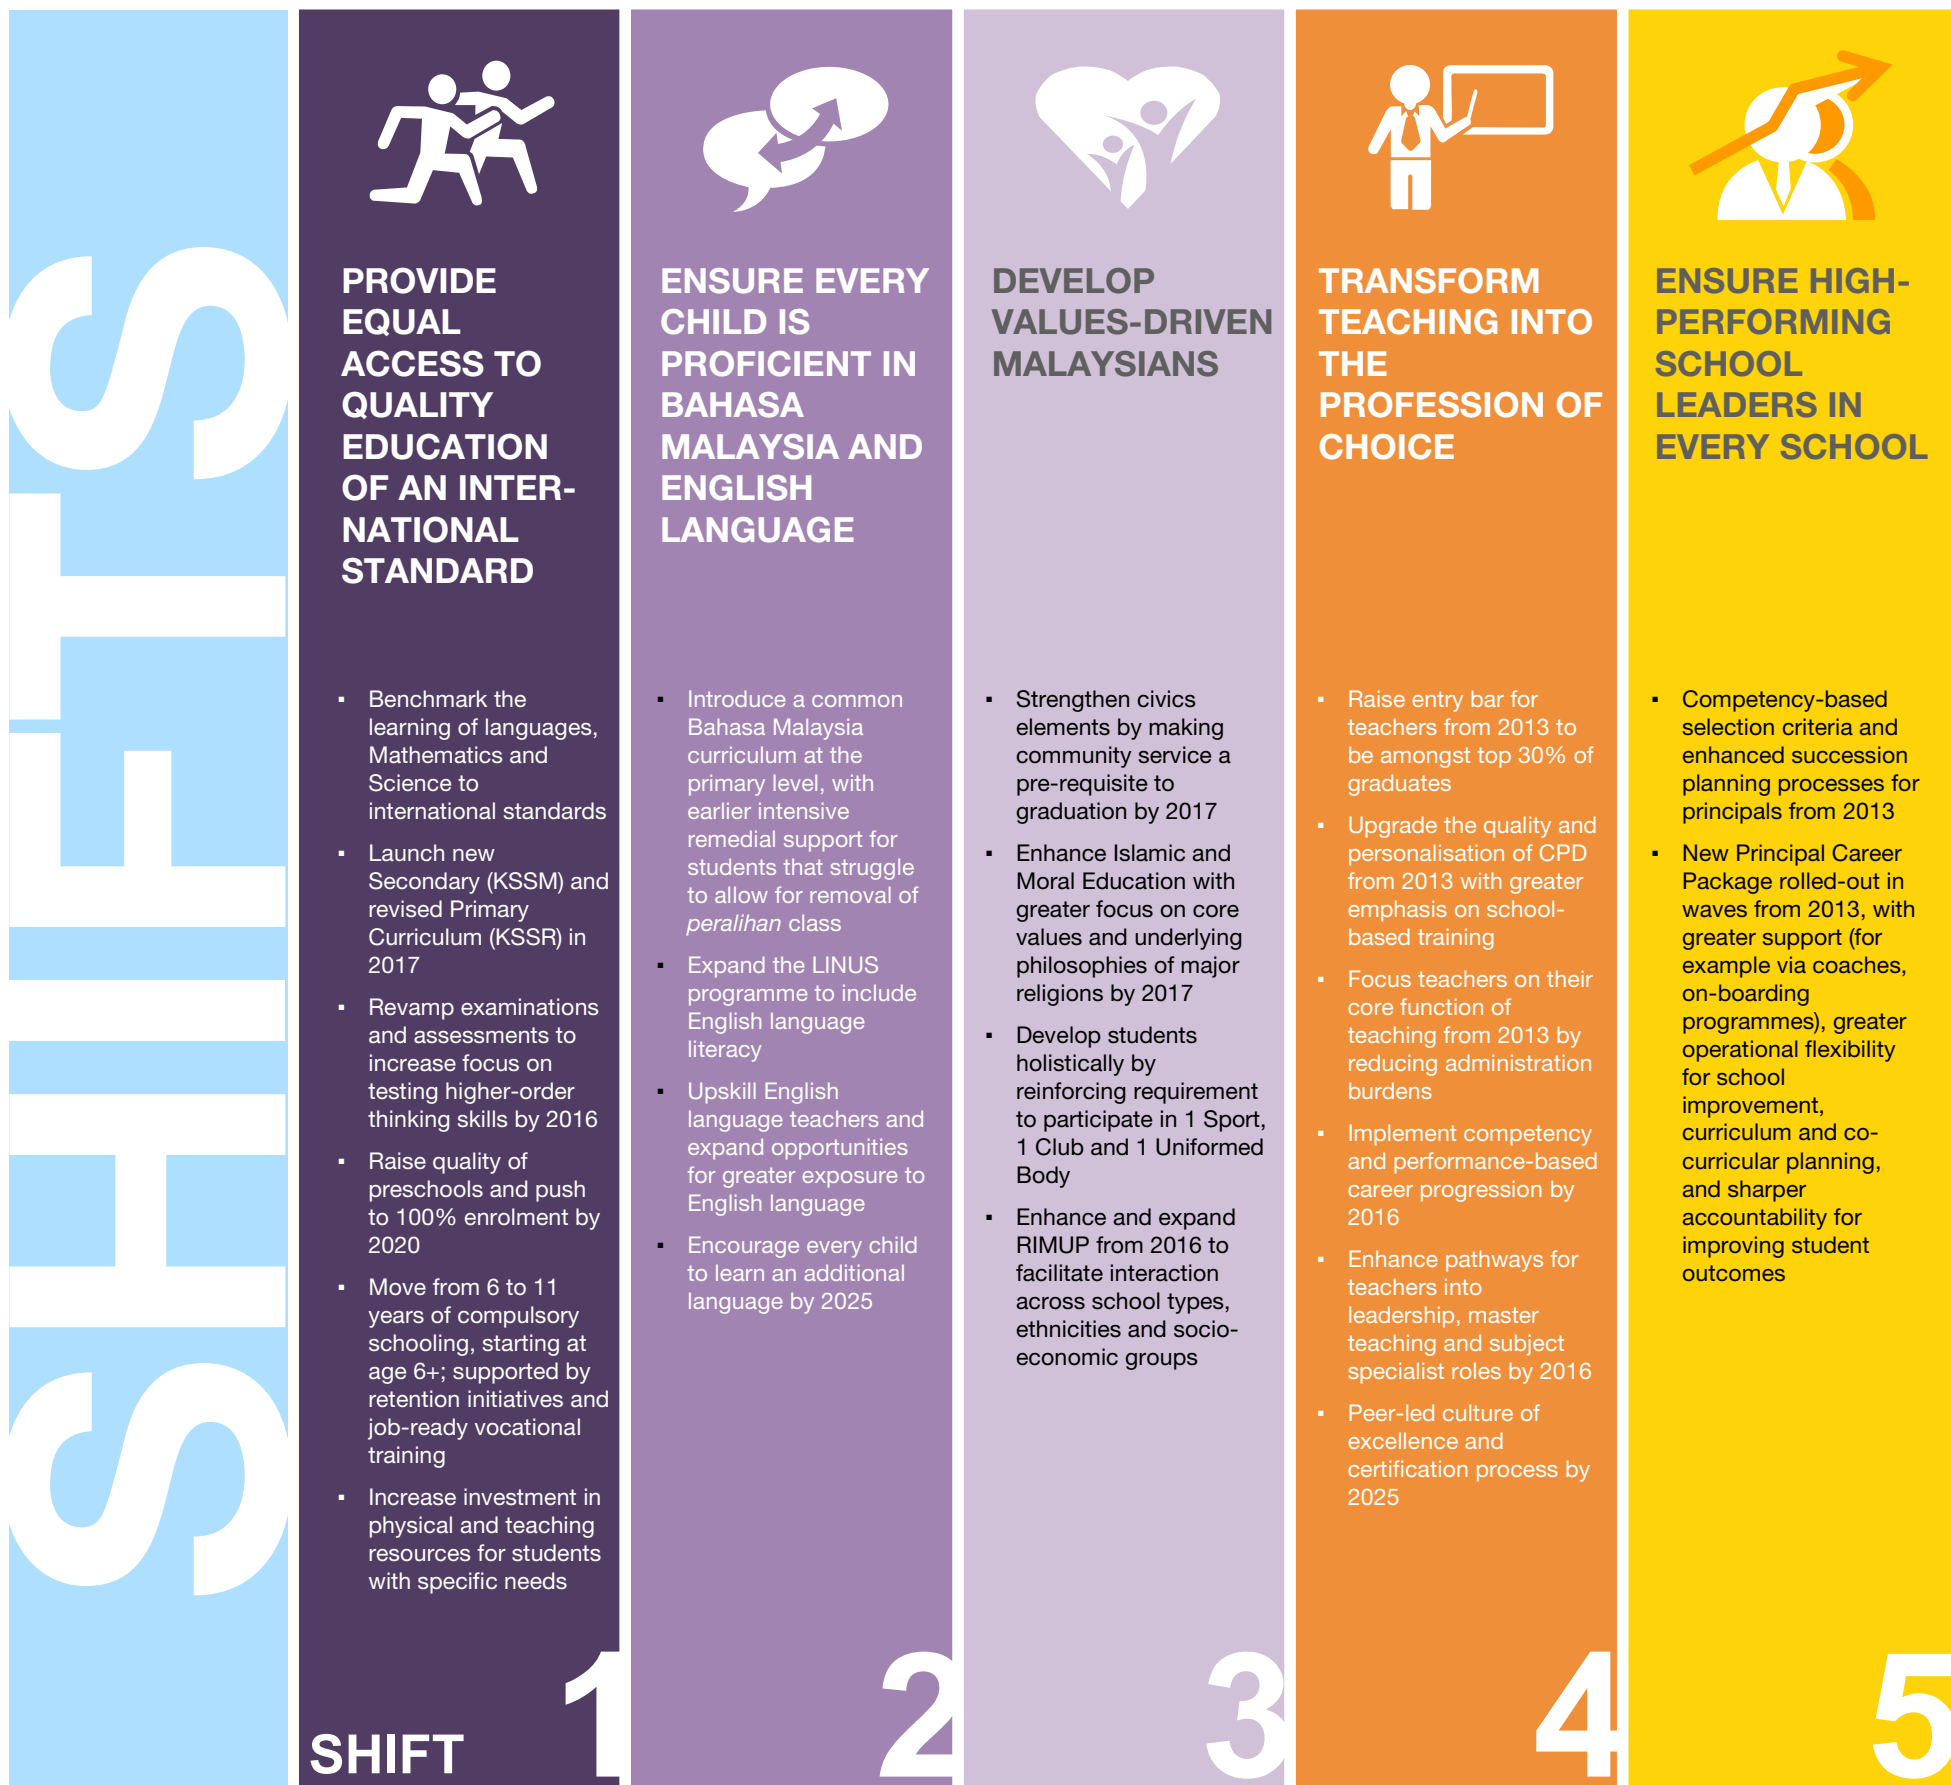 SHIFTS
PROVIDE
EQUAL
ACCESS TO
QUALITY
EDUCATION
OF AN INTER-
NATIONAL
STANDARD
▪ Benchmark the
learning of languages,
Mathematics and
Science to
international standards
▪ Launch new
Secondary (KSSM) and
revised Primary
Curriculum (KSSR) in
2017
▪ Revamp examinations
and assessments to
increase focus on
testing higher-order
thinking skills by 2016
▪ Raise quality of
preschools and push
to 100% enrolment by
2020
▪ Move from 6 to 11
years of compulsory
schooling, starting at
age 6+; supported by
retention initiatives and
job-ready vocational
training
▪ Increase investment in
physical and teaching
resources for students
with specific needs
SHIFT 1
ENSURE EVERY
CHILD IS
PROFICIENT IN
BAHASA
MALAYSIA AND
ENGLISH
LANGUAGE
▪ Introduce a common
Bahasa Malaysia
curriculum at the
primary level, with
earlier intensive
remedial support for
students that struggle
to allow for removal of
peralihan class
▪ Expand the LINUS
programme to include
English language
literacy
▪ Upskill English
language teachers and
expand opportunities
for greater exposure to
English language
▪ Encourage every child
to learn an additional
language by 2025
2
DEVELOP
VALUES-DRIVEN
MALAYSIANS
▪ Strengthen civics
elements by making
community service a
pre-requisite to
graduation by 2017
▪ Enhance Islamic and
Moral Education with
greater focus on core
values and underlying
philosophies of major
religions by 2017
▪ Develop students
holistically by
reinforcing requirement
to participate in 1 Sport,
1 Club and 1 Uniformed
Body
▪ Enhance and expand
RIMUP from 2016 to
facilitate interaction
across school types,
ethnicities and socio-
economic groups
3
TRANSFORM
TEACHING INTO
THE
PROFESSION OF
CHOICE
▪ Raise entry bar for
teachers from 2013 to
be amongst top 30% of
graduates
▪ Upgrade the quality and
personalisation of CPD
from 2013 with greater
emphasis on school-
based training
▪ Focus teachers on their
core function of
teaching from 2013 by
reducing administration
burdens
▪ Implement competency
and performance-based
career progression by
2016
▪ Enhance pathways for
teachers into
leadership, master
teaching and subject
specialist roles by 2016
▪ Peer-led culture of
excellence and
certification process by
2025
4
ENSURE HIGH-
PERFORMING
SCHOOL
LEADERS IN
EVERY SCHOOL
▪ Competency-based
selection criteria and
enhanced succession
planning processes for
principals from 2013
▪ New Principal Career
Package rolled-out in
waves from 2013, with
greater support (for
example via coaches,
on-boarding
programmes), greater
operational flexibility
for school
improvement,
curriculum and co-
curricular planning,
and sharper
accountability for
improving student
outcomes
5